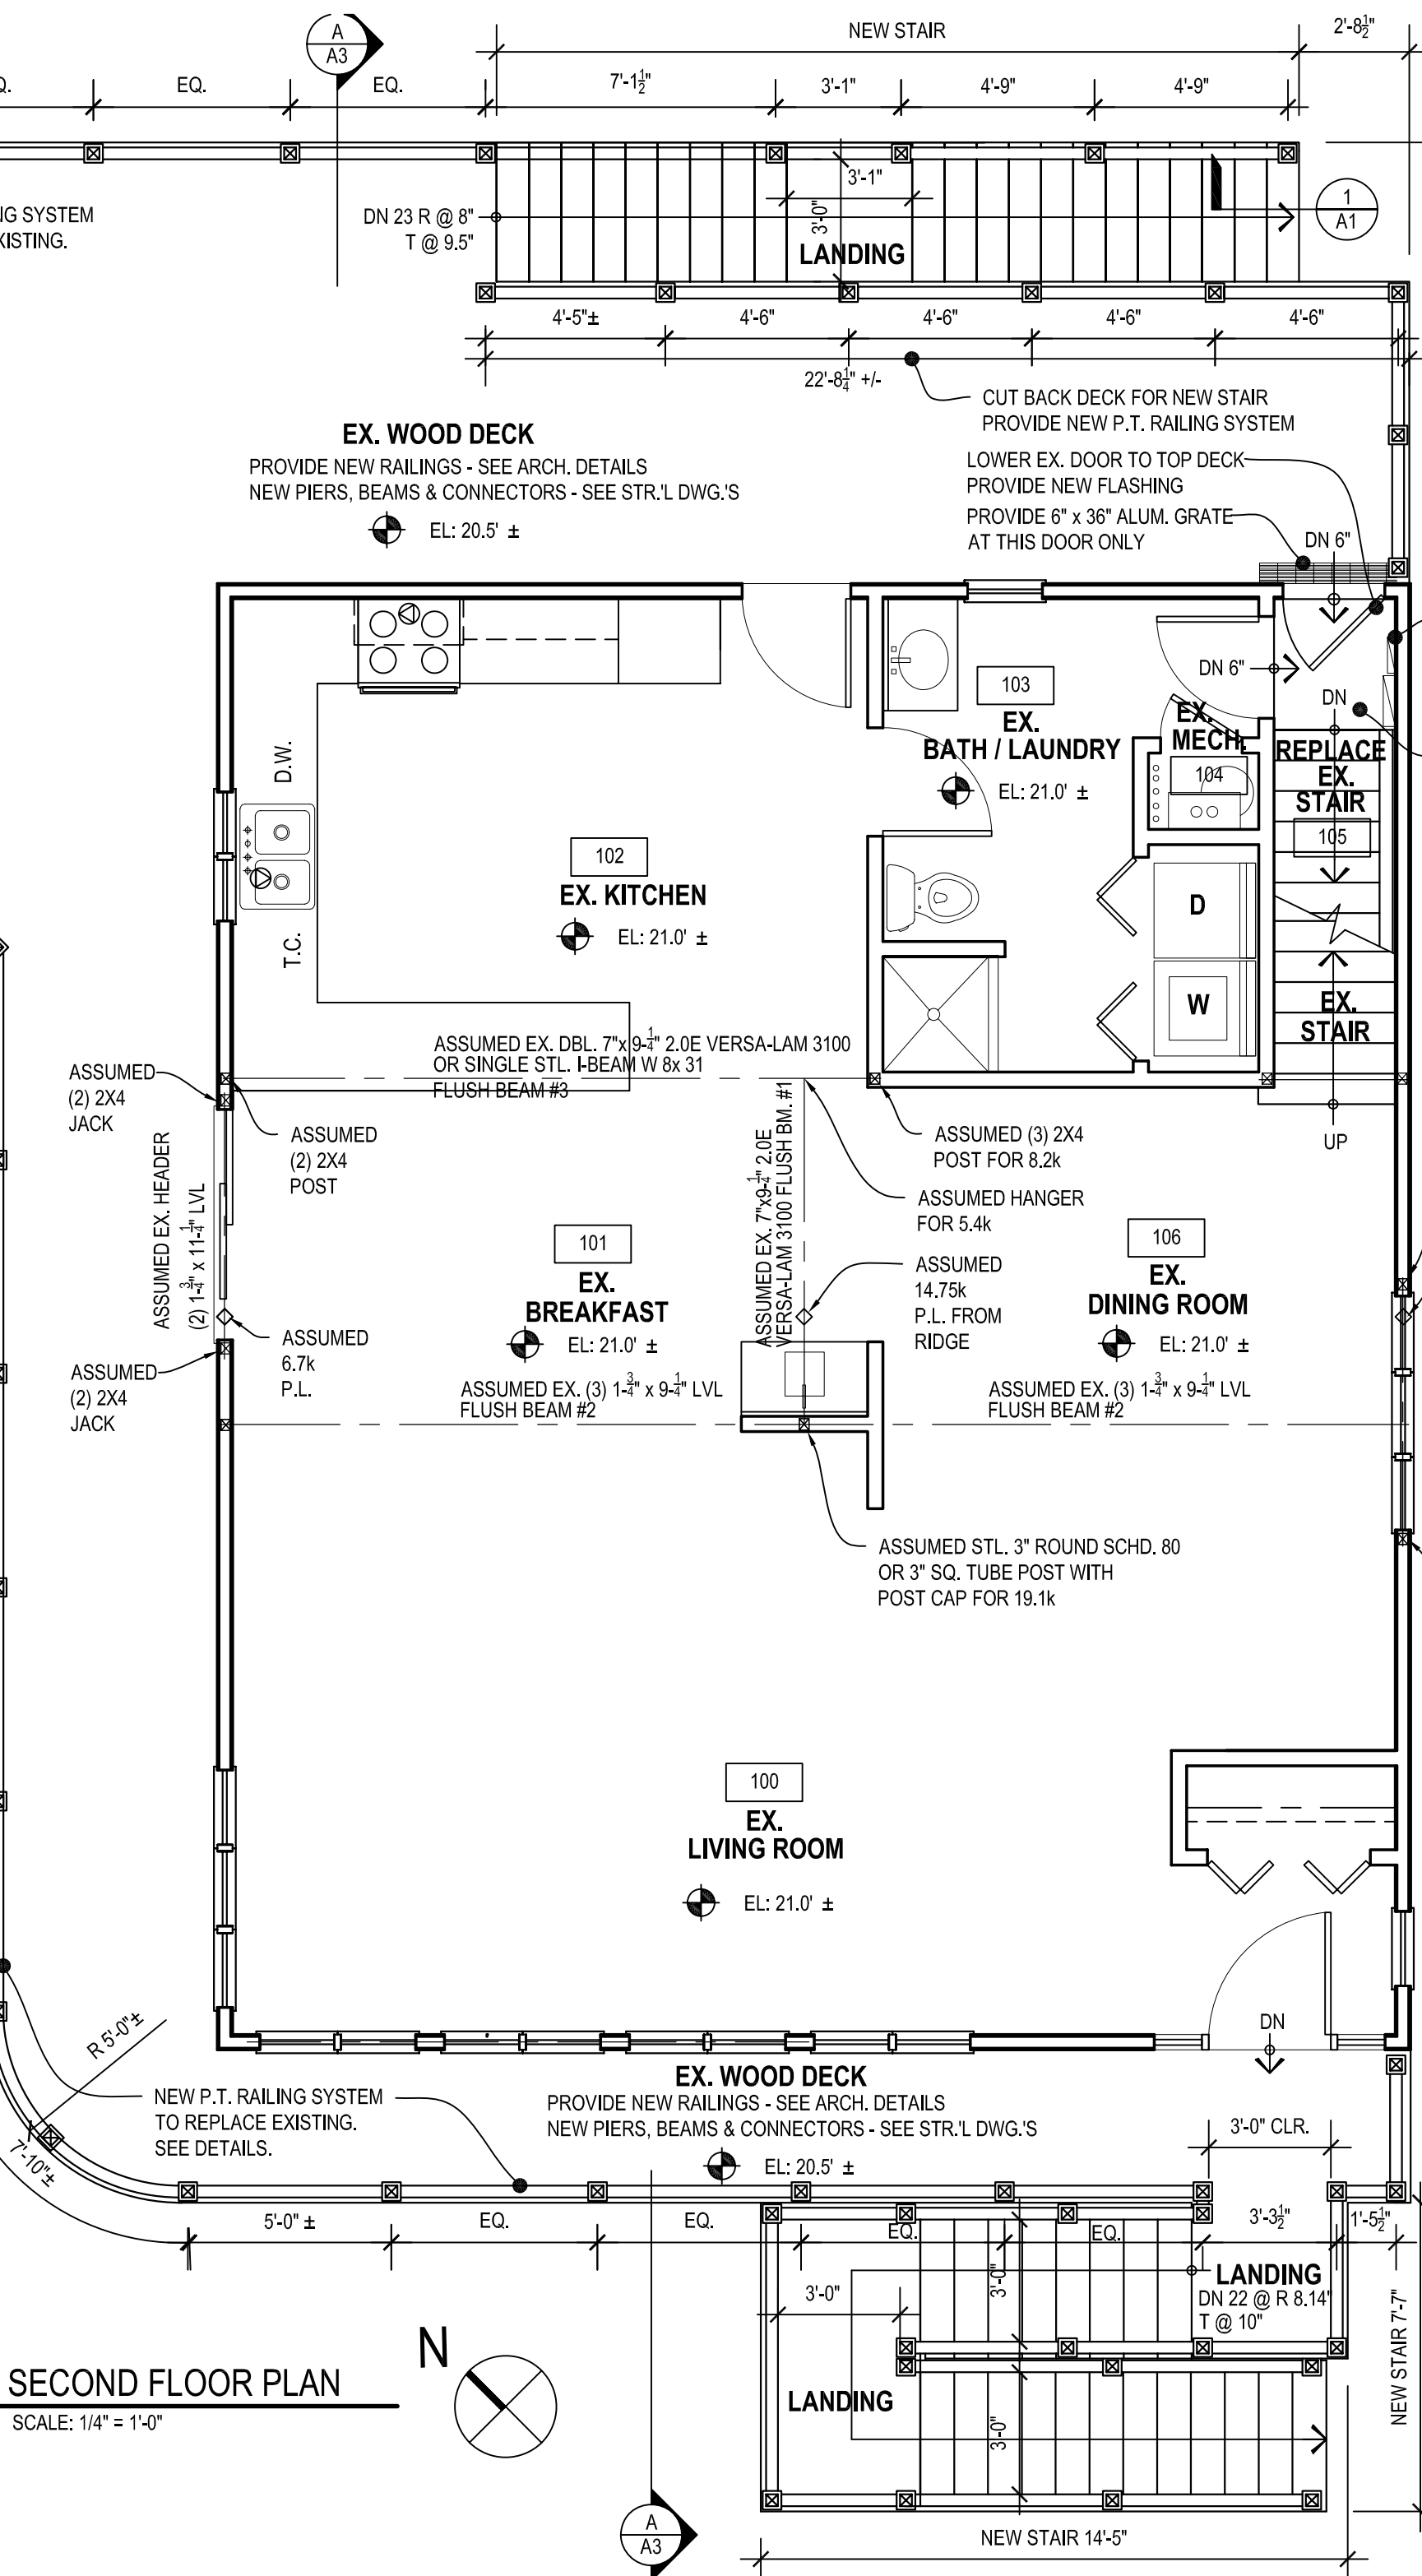 A
A3
NEW STAIR
2'-8½"
EQ.
EQ.
7'-1½"
3'-1"
4'-9"
4'-9"
NG SYSTEM
XISTING.
DN 23 R @ 8"
T @ 9.5"
3'-1"
3'-0"
LANDING
1
A1
4'-5"±
4'-6"
4'-6"
4'-6"
4'-6"
22'-8¼" +/-
CUT BACK DECK FOR NEW STAIR
PROVIDE NEW P.T. RAILING SYSTEM
EX. WOOD DECK
PROVIDE NEW RAILINGS - SEE ARCH. DETAILS
NEW PIERS, BEAMS & CONNECTORS - SEE STR.'L DWG.'S
EL: 20.5' ±
LOWER EX. DOOR TO TOP DECK
PROVIDE NEW FLASHING
PROVIDE 6" x 36" ALUM. GRATE
AT THIS DOOR ONLY
DN 6"
DN 6"
103
EX.
BATH / LAUNDRY
EL: 21.0' ±
EX.
MECH.
104
DN
REPLACE
EX.
STAIR
105
D.W.
T.C.
102
EX. KITCHEN
EL: 21.0' ±
D
W
EX.
STAIR
UP
ASSUMED EX. DBL. 7"x 9-¼" 2.0E VERSA-LAM 3100
OR SINGLE STL. I-BEAM W 8x 31
FLUSH BEAM #3
ASSUMED
(2) 2X4
JACK
ASSUMED
(2) 2X4
POST
ASSUMED EX. HEADER
(2) 1-¾" x 11-¼" LVL
ASSUMED EX. 7"x9-¼" 2.0E
VERSA-LAM 3100 FLUSH BM. #1
ASSUMED (3) 2X4
POST FOR 8.2k
ASSUMED HANGER
FOR 5.4k
ASSUMED
14.75k
P.L. FROM
RIDGE
101
EX.
BREAKFAST
EL: 21.0' ±
106
EX.
DINING ROOM
EL: 21.0' ±
ASSUMED
6.7k
P.L.
ASSUMED
(2) 2X4
JACK
ASSUMED EX. (3) 1-¾" x 9-¼" LVL
FLUSH BEAM #2
ASSUMED EX. (3) 1-¾" x 9-¼" LVL
FLUSH BEAM #2
ASSUMED STL. 3" ROUND SCHD. 80
OR 3" SQ. TUBE POST WITH
POST CAP FOR 19.1k
100
EX.
LIVING ROOM
EL: 21.0' ±
DN
R 5'-0"±
7'-10"±
NEW P.T. RAILING SYSTEM
TO REPLACE EXISTING.
SEE DETAILS.
EX. WOOD DECK
PROVIDE NEW RAILINGS - SEE ARCH. DETAILS
NEW PIERS, BEAMS & CONNECTORS - SEE STR.'L DWG.'S
EL: 20.5' ±
3'-0" CLR.
5'-0" ±
EQ.
EQ.
EQ.
EQ.
3'-3½"
1'-5½"
3'-0"
3'-0"
LANDING
DN 22 @ R 8.14"
T @ 10"
NEW STAIR 7'-7"
LANDING
3'-0"
N
SECOND FLOOR PLAN
SCALE: 1/4" = 1'-0"
A
A3
NEW STAIR 14'-5"